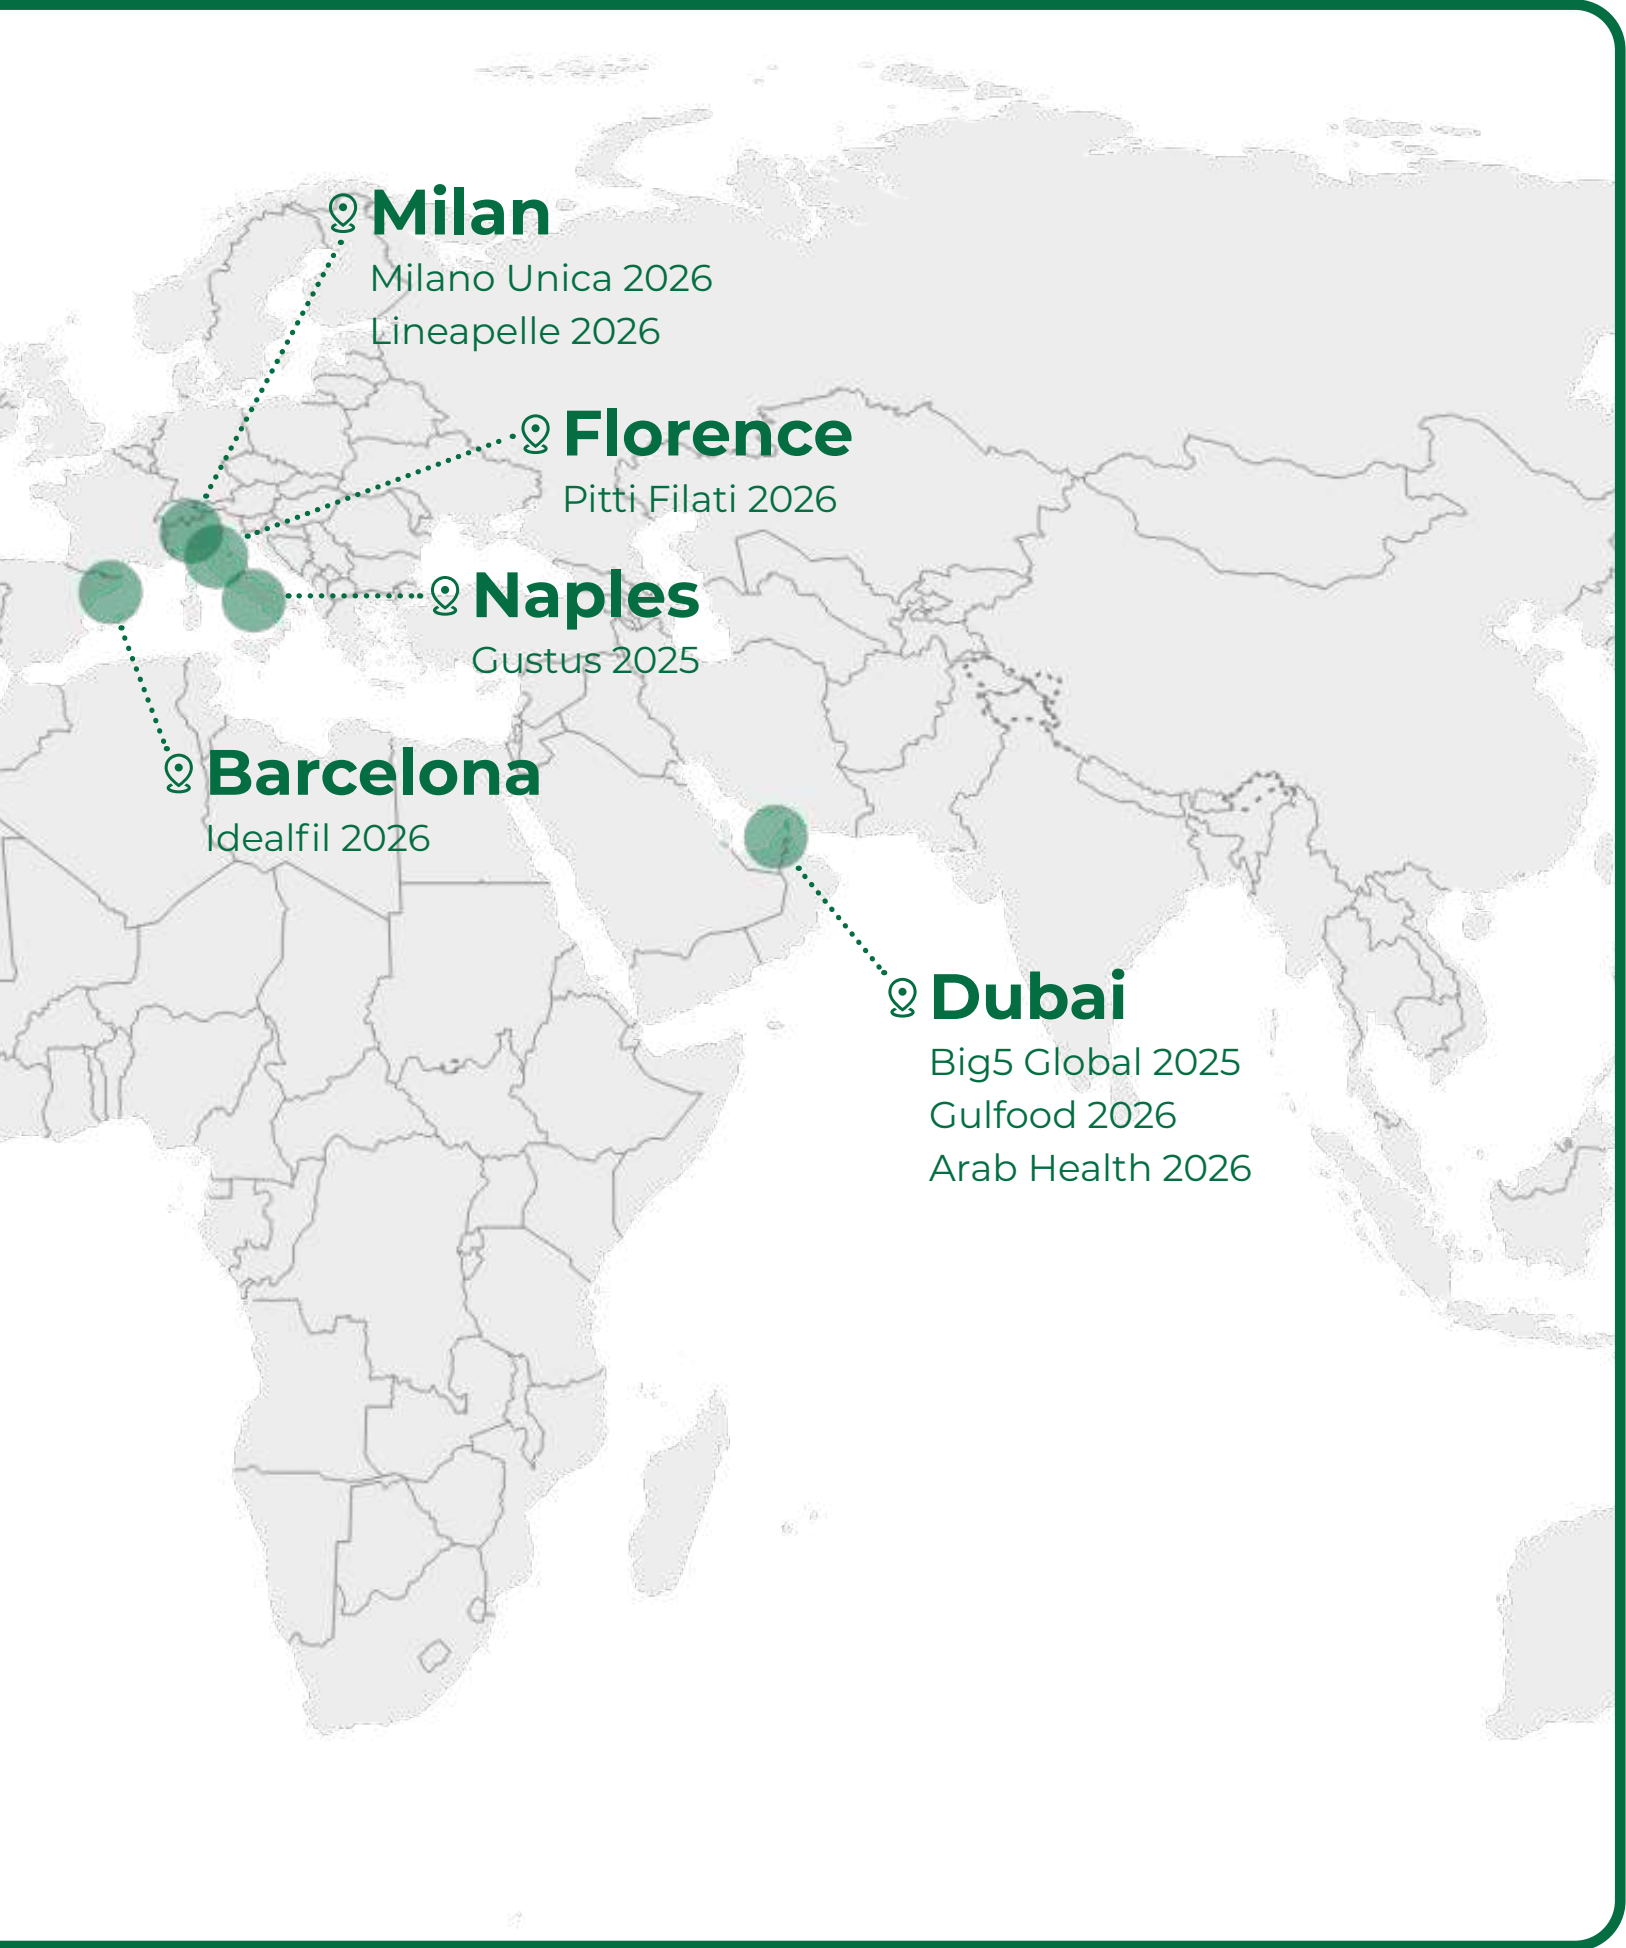 Milan
Milano Unica 2026
Lineapelle 2026
Florence
Pitti Filati 2026
Naples
Gustus 2025
Barcelona
Idealfil 2026
Dubai
Big5 Global 2025
Gulfood 2026
Arab Health 2026